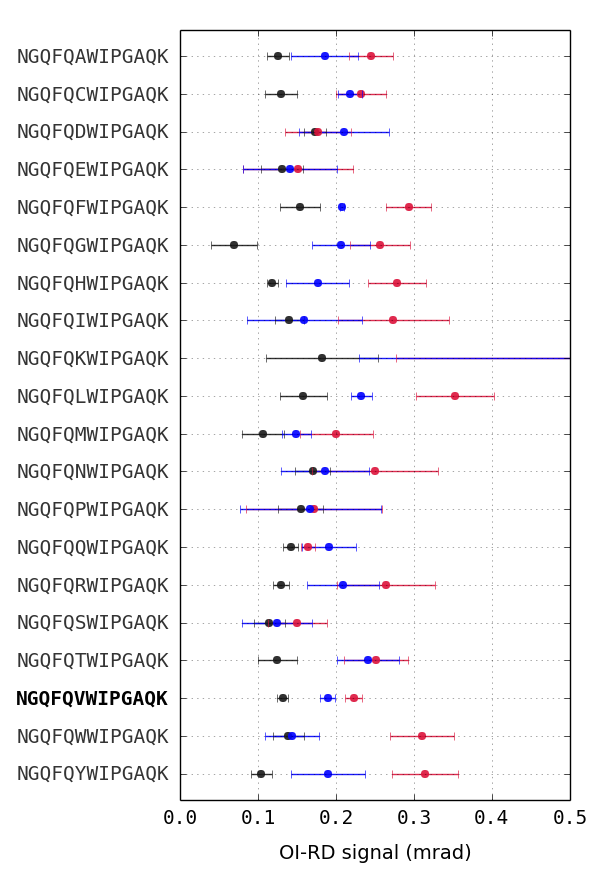 NGQFQAWIPGAQK
NGQFQCWIPGAQK
NGQFQDWIPGAQK
NGQFQEWIPGAQK
NGQFQFWIPGAQK
NGQFQGWIPGAQK
NGQFQHWIPGAQK
NGQFQIWIPGAQK
NGQFQKWIPGAQK
NGQFQLWIPGAQK
NGQFQMWIPGAQK
NGQFQNWIPGAQK
NGQFQPWIPGAQK
NGQFQQWIPGAQK
NGQFQRWIPGAQK
NGQFQSWIPGAQK
NGQFQTWIPGAQK
NGQFQVWIPGAQK
NGQFQWWIPGAQK
NGQFQYWIPGAQK
0.0 0.1 0.2 0.3 0.4 0.5
OI-RD signal (mrad)